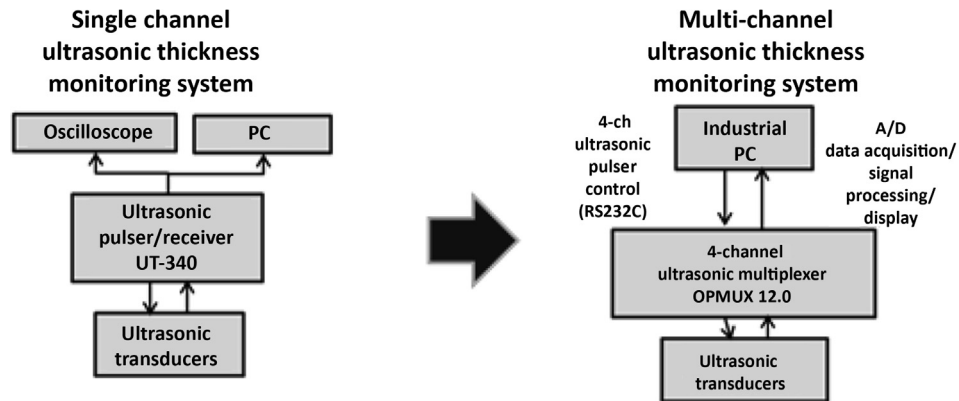 Single channel
ultrasonic thickness
monitoring system
Oscilloscope
PC
Ultrasonic
pulser/receiver
UT-340
Ultrasonic
transducers
Multi-channel
ultrasonic thickness
monitoring system
4-ch
ultrasonic
pulser
control
(RS232C)
Industrial
PC
A/D
data acquisition/
signal
processing/
display
4-channel
ultrasonic multiplexer
OPMUX 12.0
Ultrasonic
transducers